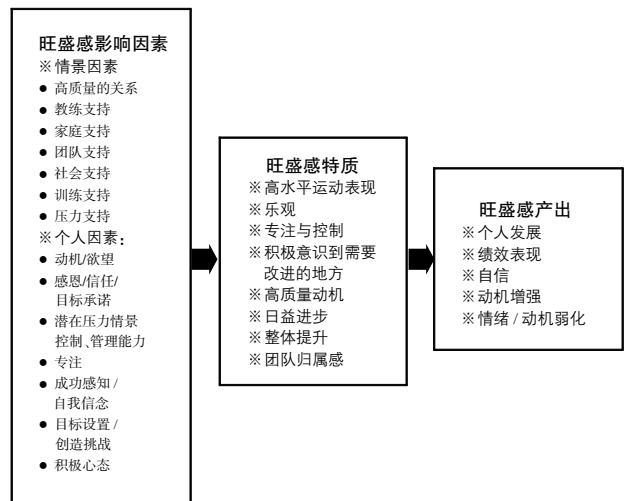 旺盛感影响因素
※情景因素
● 高质量的关系
● 教练支持
● 家庭支持
● 团队支持
● 社会支持
● 训练支持
● 压力支持
※个人因素：
● 动机/欲望
● 感恩/信任/
目标承诺
● 潜在压力情景
控制、管理能力
● 专注
● 成功感知 /
自我信念
● 目标设置 /
创造挑战
● 积极心态
旺盛感特质
※高水平运动表现
※乐观
※专注与控制
※积极意识到需要
改进的地方
※高质量动机
※日益进步
※整体提升
※团队归属感
旺盛感产出
※个人发展
※绩效表现
※自信
※动机增强
※情绪 / 动机弱化